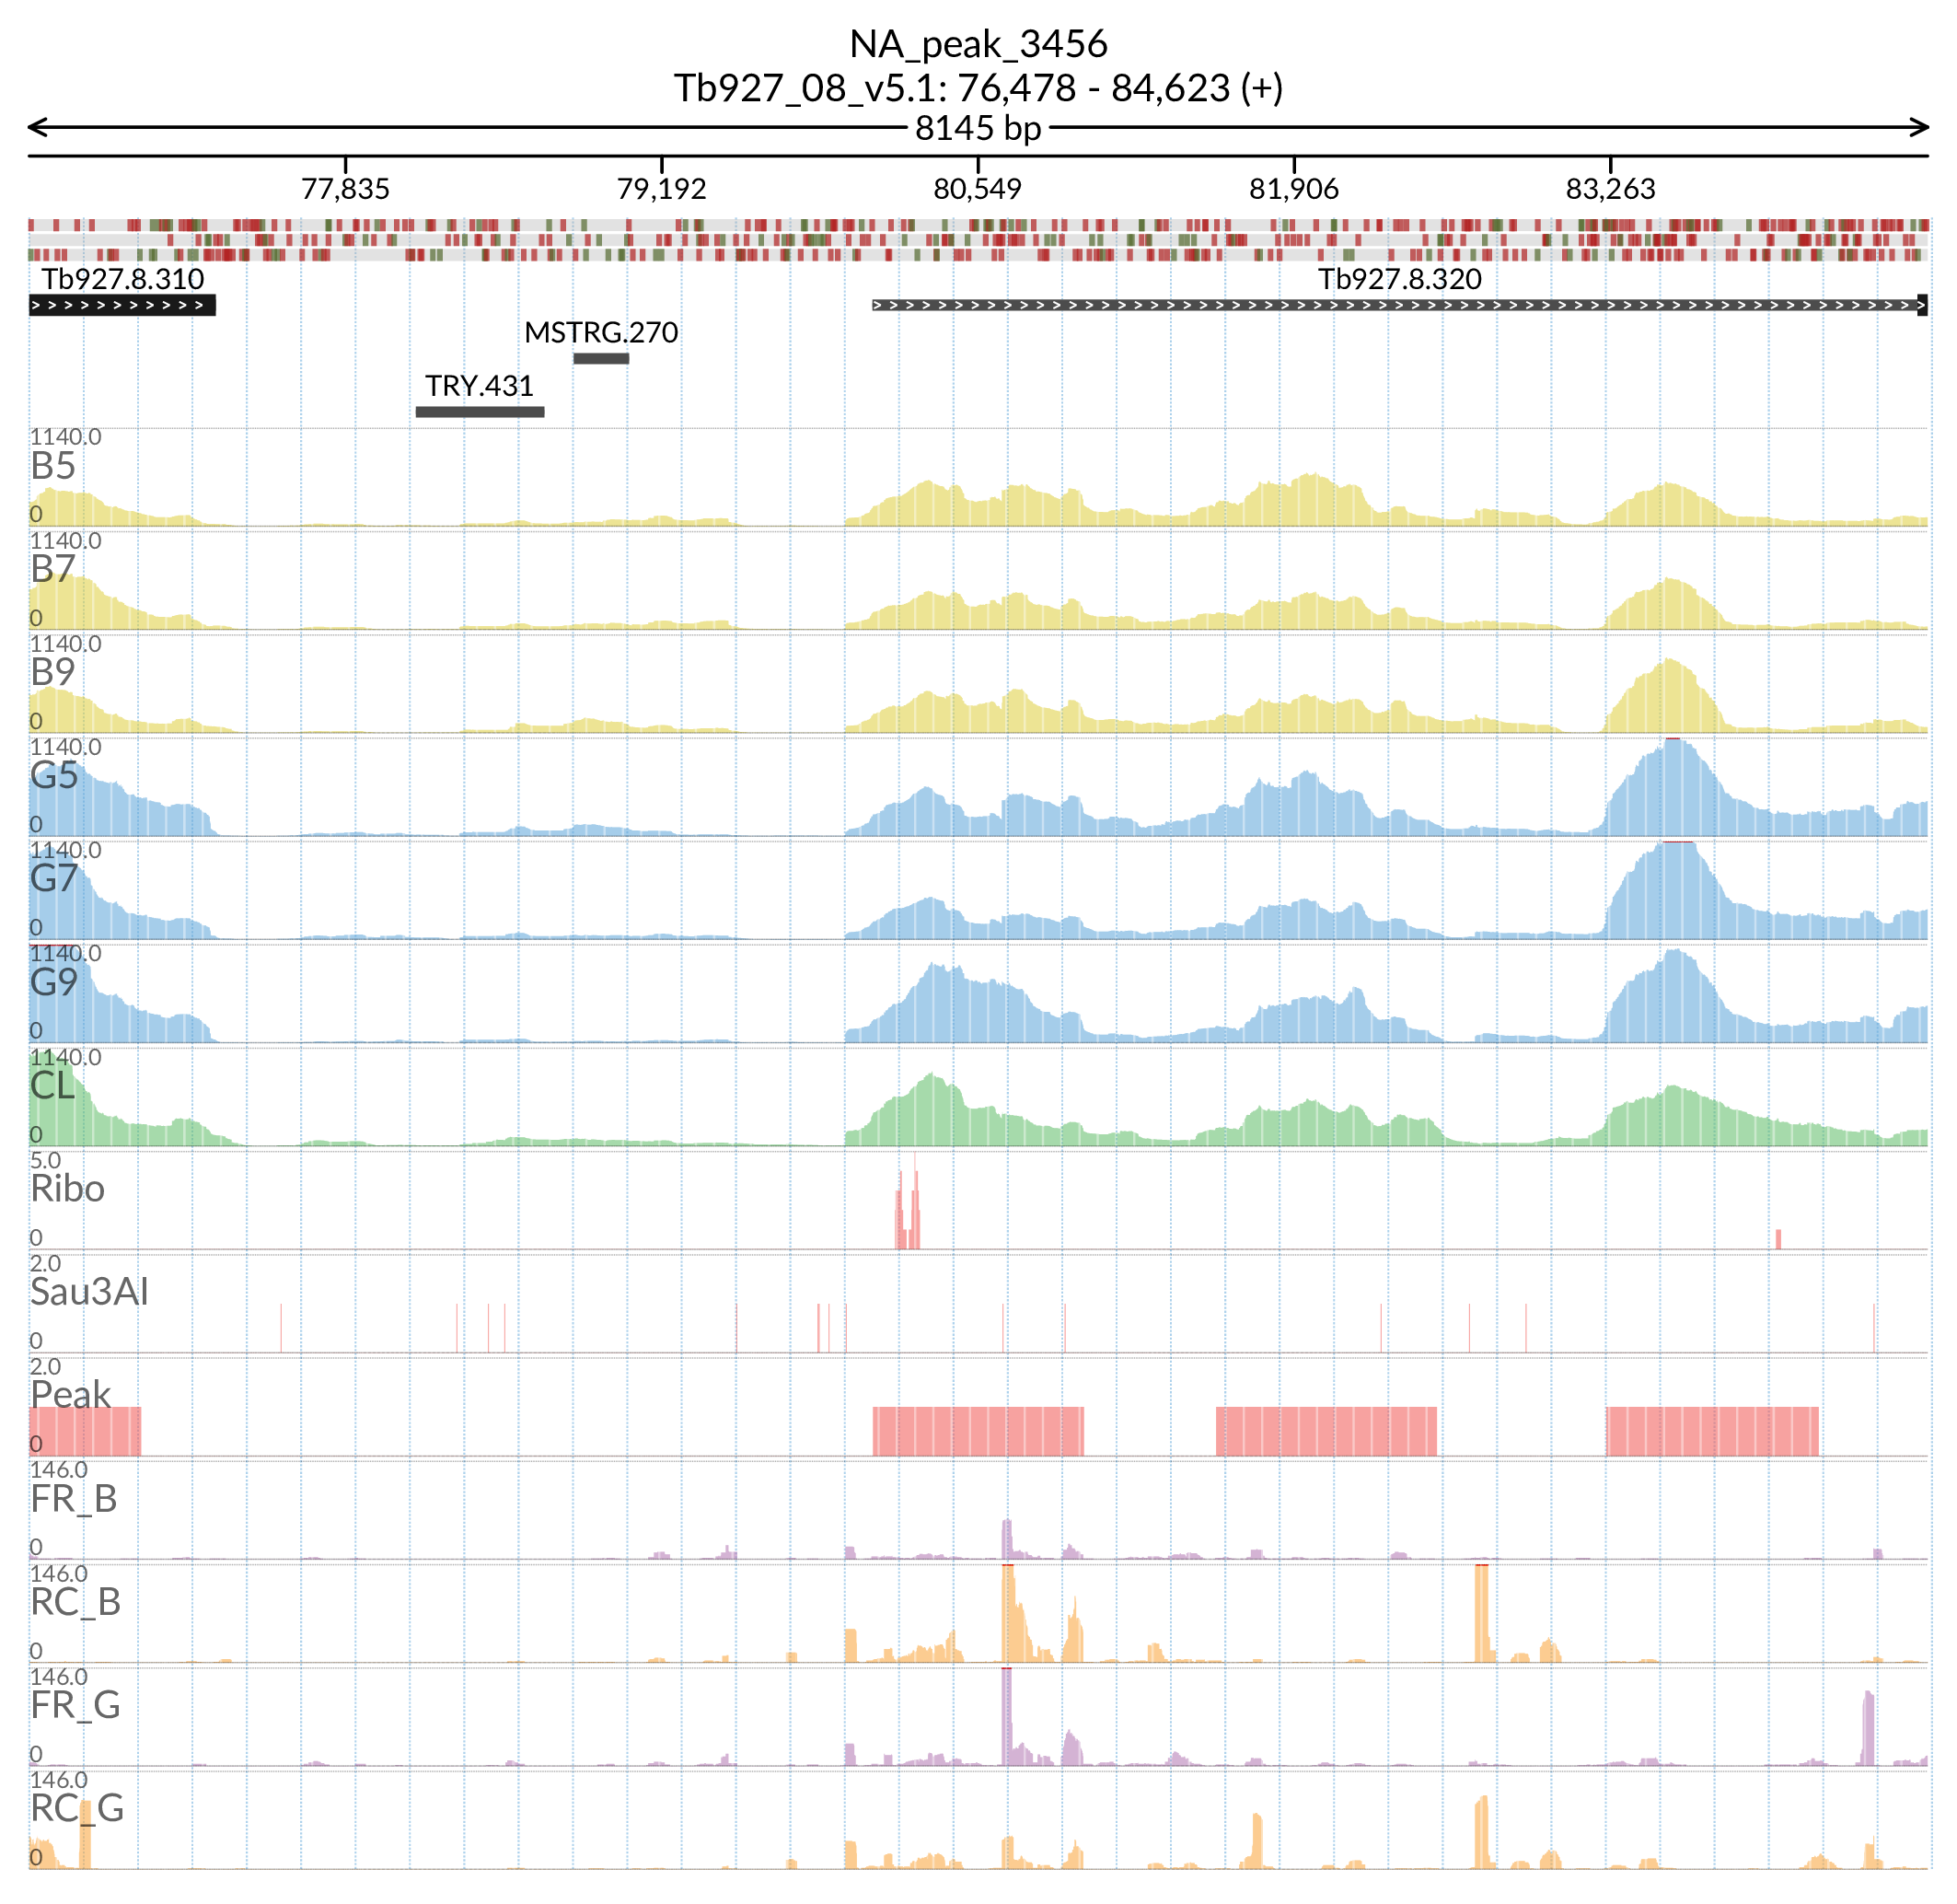 NA_peak_3456
Tb927_08_v5.1: 76,478 - 84,623 (+)
8145 bp
77,835 79,192 80,549 81,906 83,263
Tb927.8.310 Tb927.8.320
MSTRG.270
TRY.431
1140.0
B5
0
1140.0
B7
0
1140.0
B9
0
1140.0
G5
0
1140.0
G7
0
1140.0
G9
0
1140.0
CL
0
5.0
Ribo
0
2.0
Sau3AI
0
2.0
Peak
0
146.0
FR_B
0
146.0
RC_B
0
146.0
FR_G
0
146.0
RC_G
0